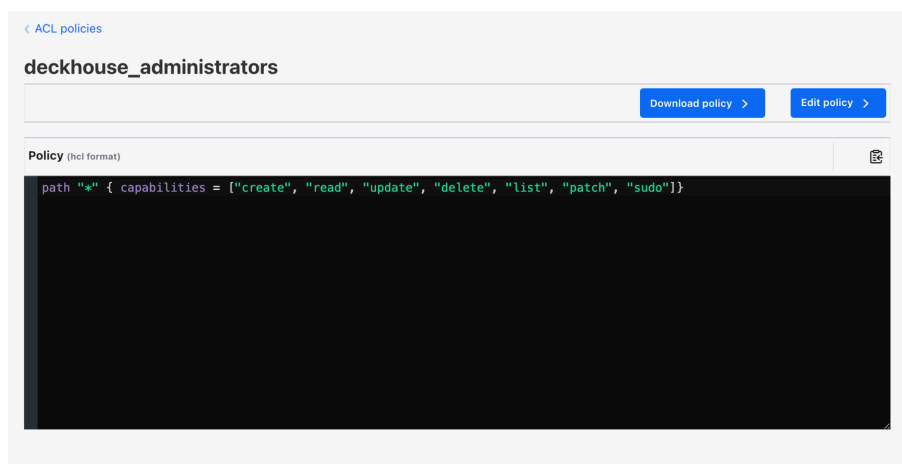 ACL policies
deckhouse_administrators
Download policy
Edit policy
Policy (hcl format)
path "*" { capabilities = ["create", "read", "update", "delete", "list", "patch", "sudo"]}